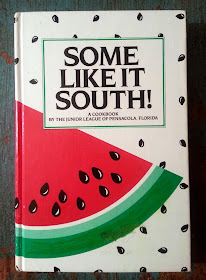 SOME
LIKE IT
SOUTH!
A COOKBOOK
BY THE JUNIOR LEAGUE OF PENSACOLA, FLORIDA